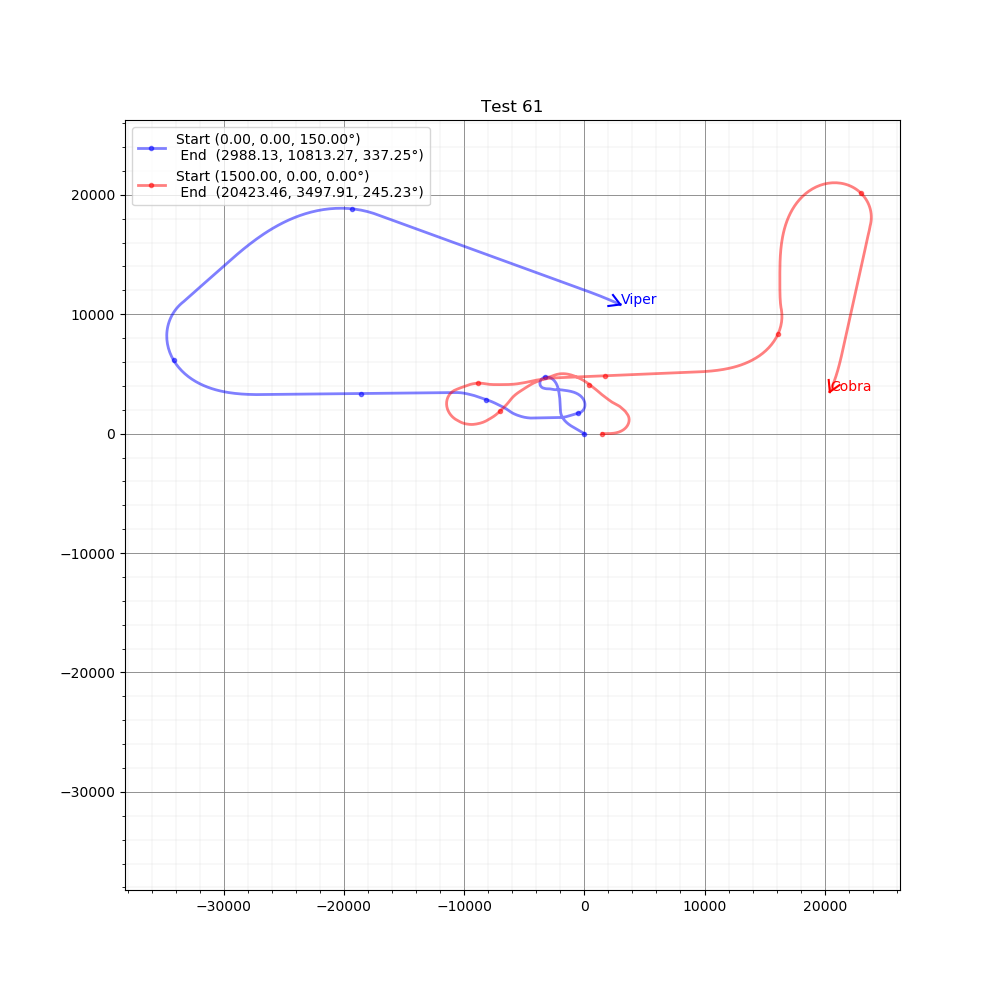 Test 61
Start (0.00, 0.00, 150.00°)
End (2988.13, 10813.27, 337.25°)
Start (1500.00, 0.00, 0.00°)
End (20423.46, 3497.91, 245.23°)
20000
10000
0
−10000
−20000
−30000
Viper
Cobra
−30000
−20000
−10000
0
10000
20000